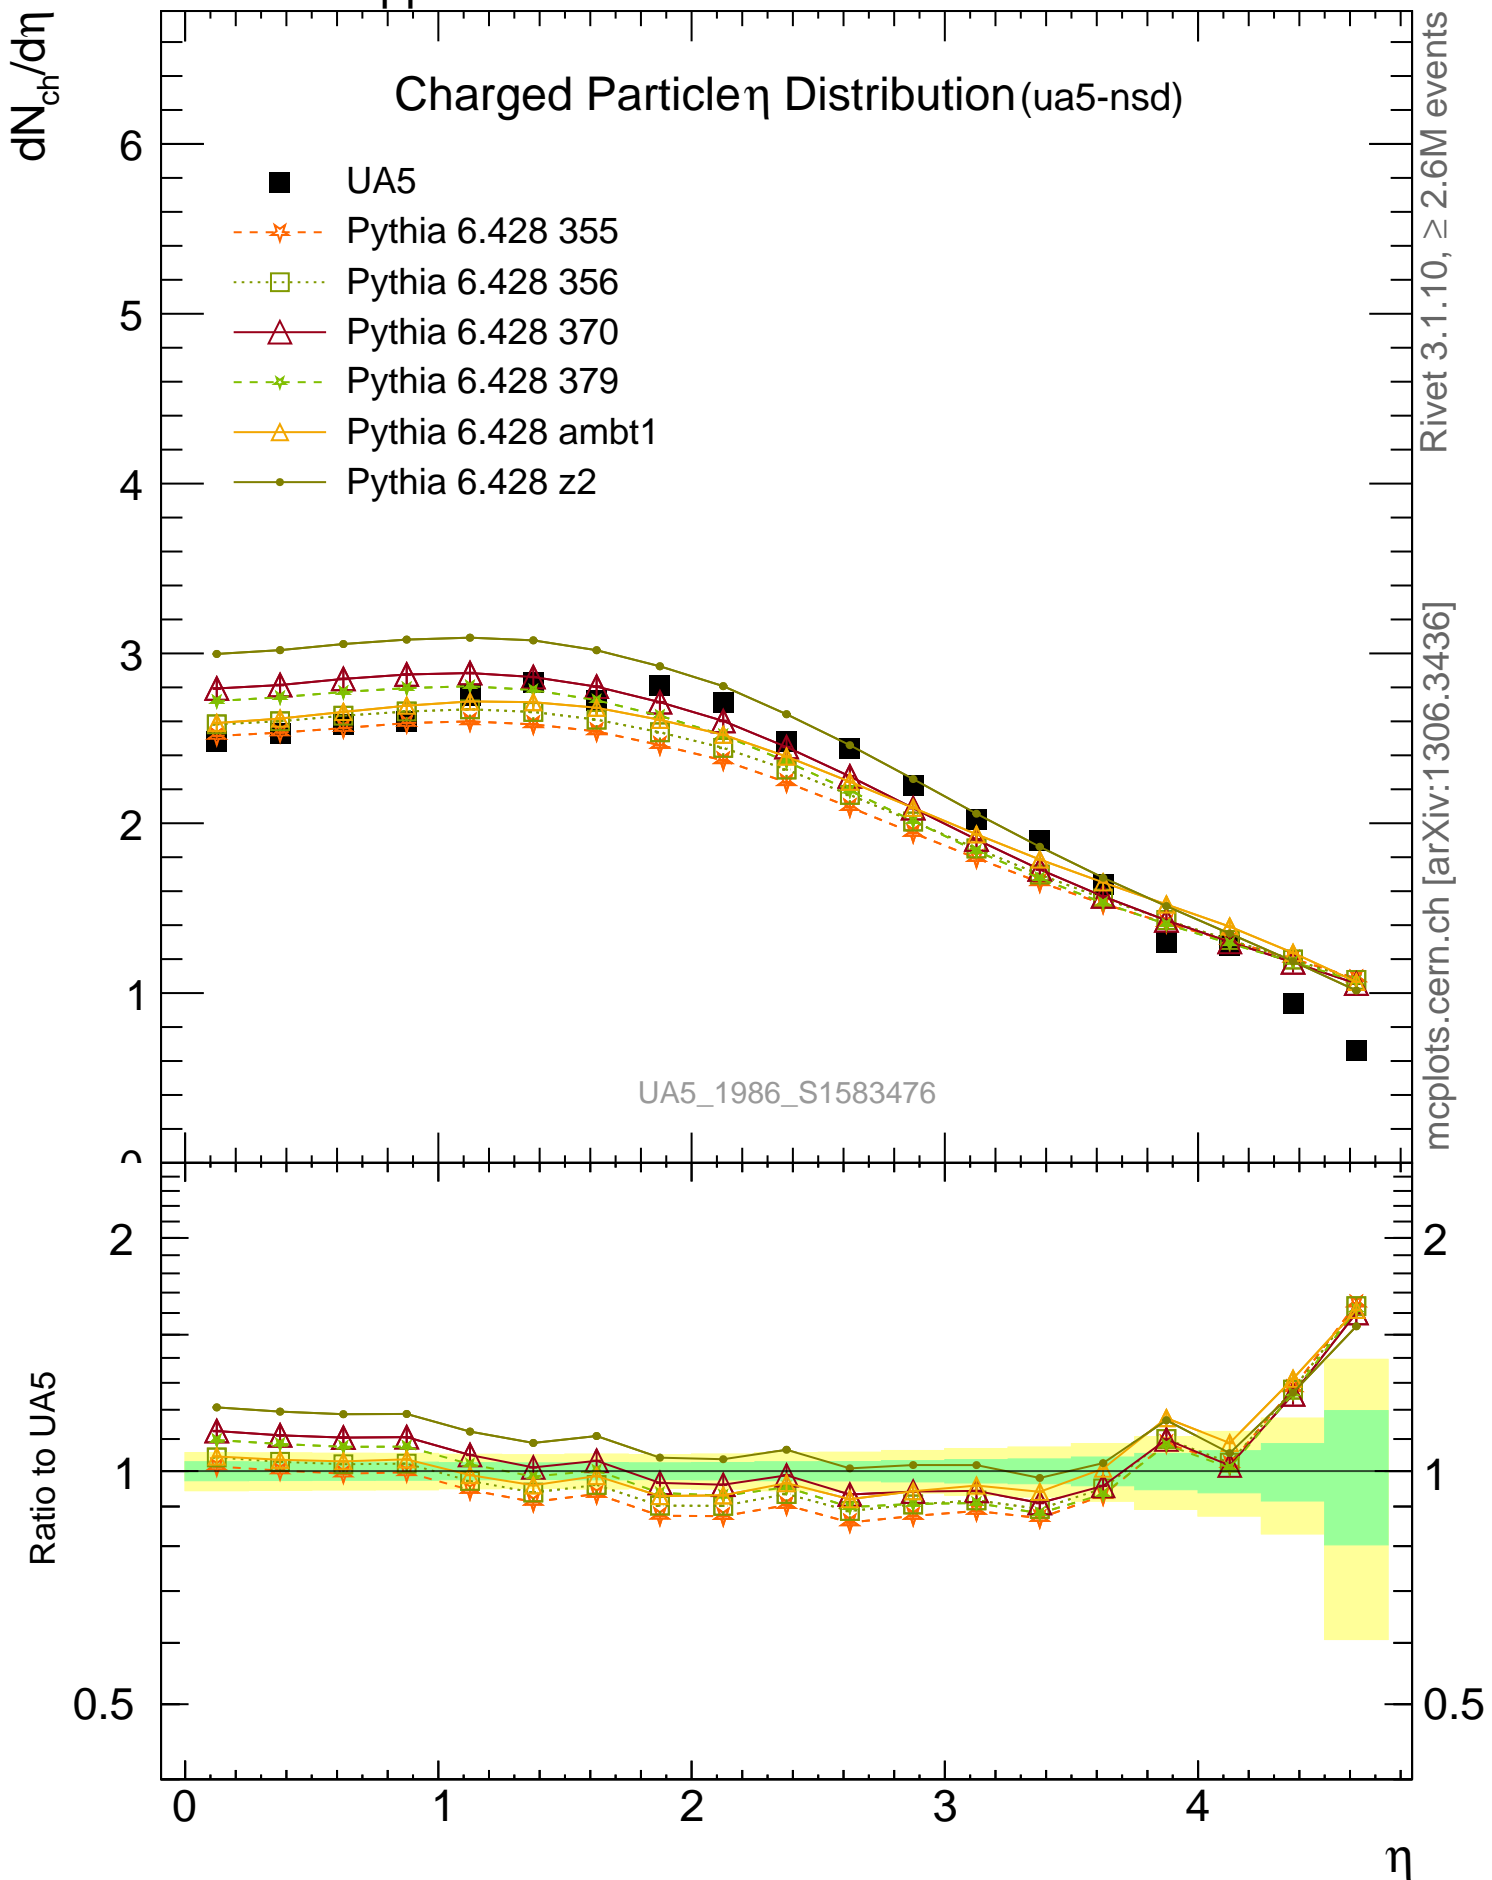 dN_ch/dη
Charged Particle η Distribution (ua5-nsd)
UA5
Pythia 6.428 355
Pythia 6.428 356
Pythia 6.428 370
Pythia 6.428 379
Pythia 6.428 ambt1
Pythia 6.428 z2
6
5
4
3
2
1
0
UA5_1986_S1583476
Rivet 3.1.10, ≥ 2.6M events
mcplots.cern.ch [arXiv:1306.3436]
Ratio to UA5
2
1
0.5
2
1
0.5
0 1 2 3 4
η